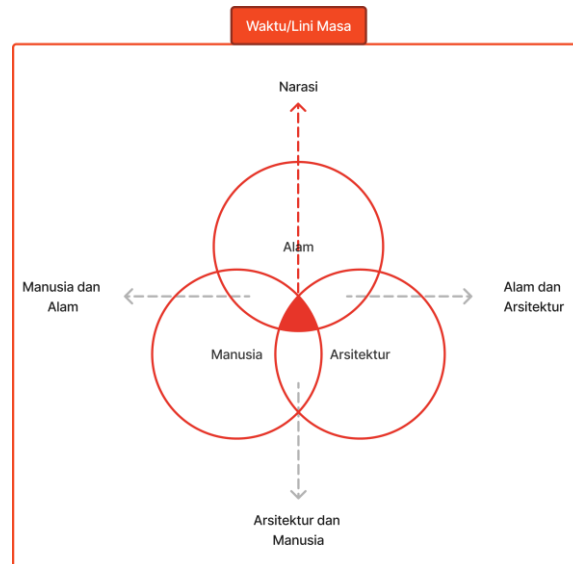 Waktu/Lini Masa
Narasi
Alam
Manusia dan
Alam
Alam dan
Arsitektur
Manusia
Arsitektur
Arsitektur dan
Manusia